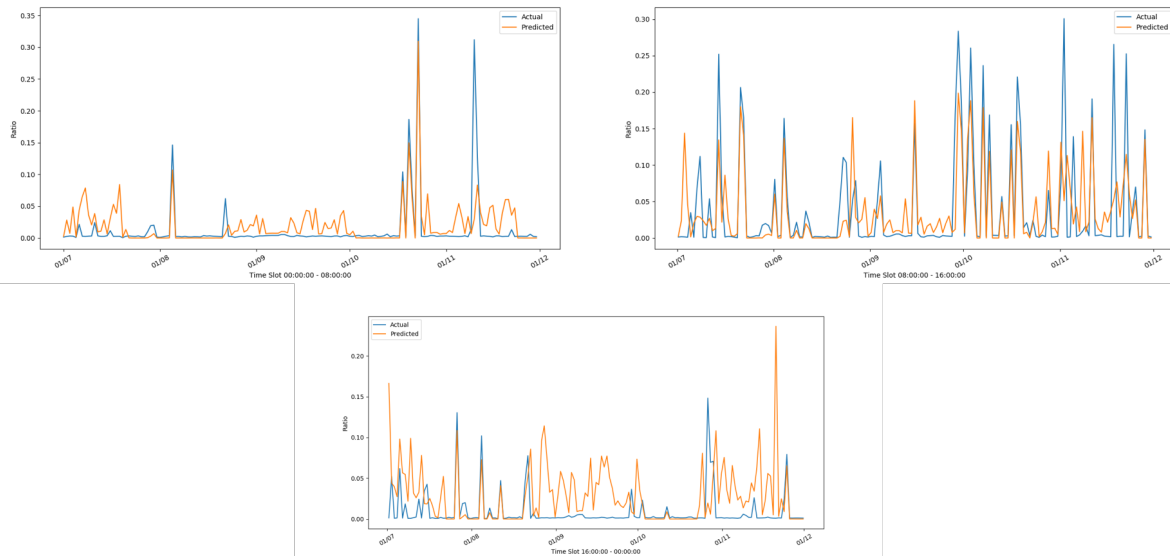 0.35
0.30
0.25
0.20
0.15
0.10
0.05
0.00
Ratio
Actual
Predicted
01/07 01/08 01/09 01/10 01/11 01/12
Time Slot 00:00:00 - 08:00:00
0.30
0.25
0.20
0.15
0.10
0.05
0.00
Ratio
Actual
Predicted
01/07 01/08 01/09 01/10 01/11 01/12
Time Slot 08:00:00 - 16:00:00
0.20
0.15
0.10
0.05
0.00
Ratio
Actual
Predicted
01/07 01/08 01/09 01/10 01/11 01/12
Time Slot 16:00:00 - 00:00:00